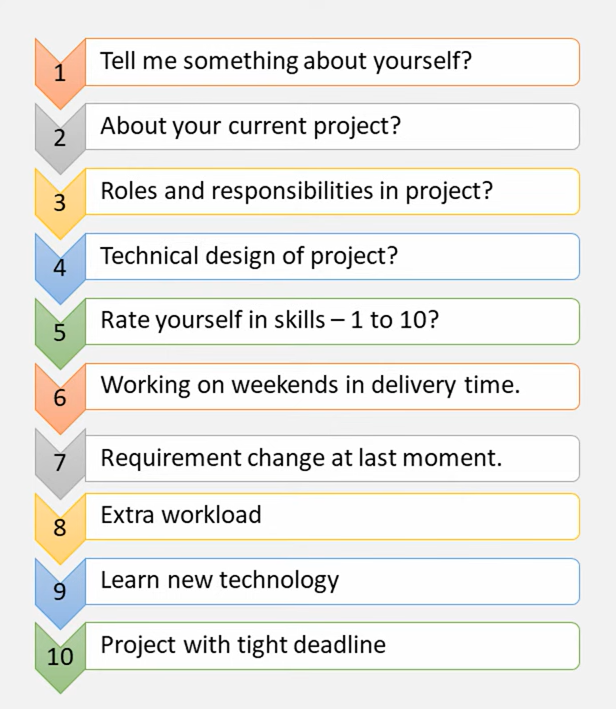 1 Tell me something about yourself?
2 About your current project?
3 Roles and responsibilities in project?
4 Technical design of project?
5 Rate yourself in skills – 1 to 10?
6 Working on weekends in delivery time.
7 Requirement change at last moment.
8 Extra workload
9 Learn new technology
10 Project with tight deadline